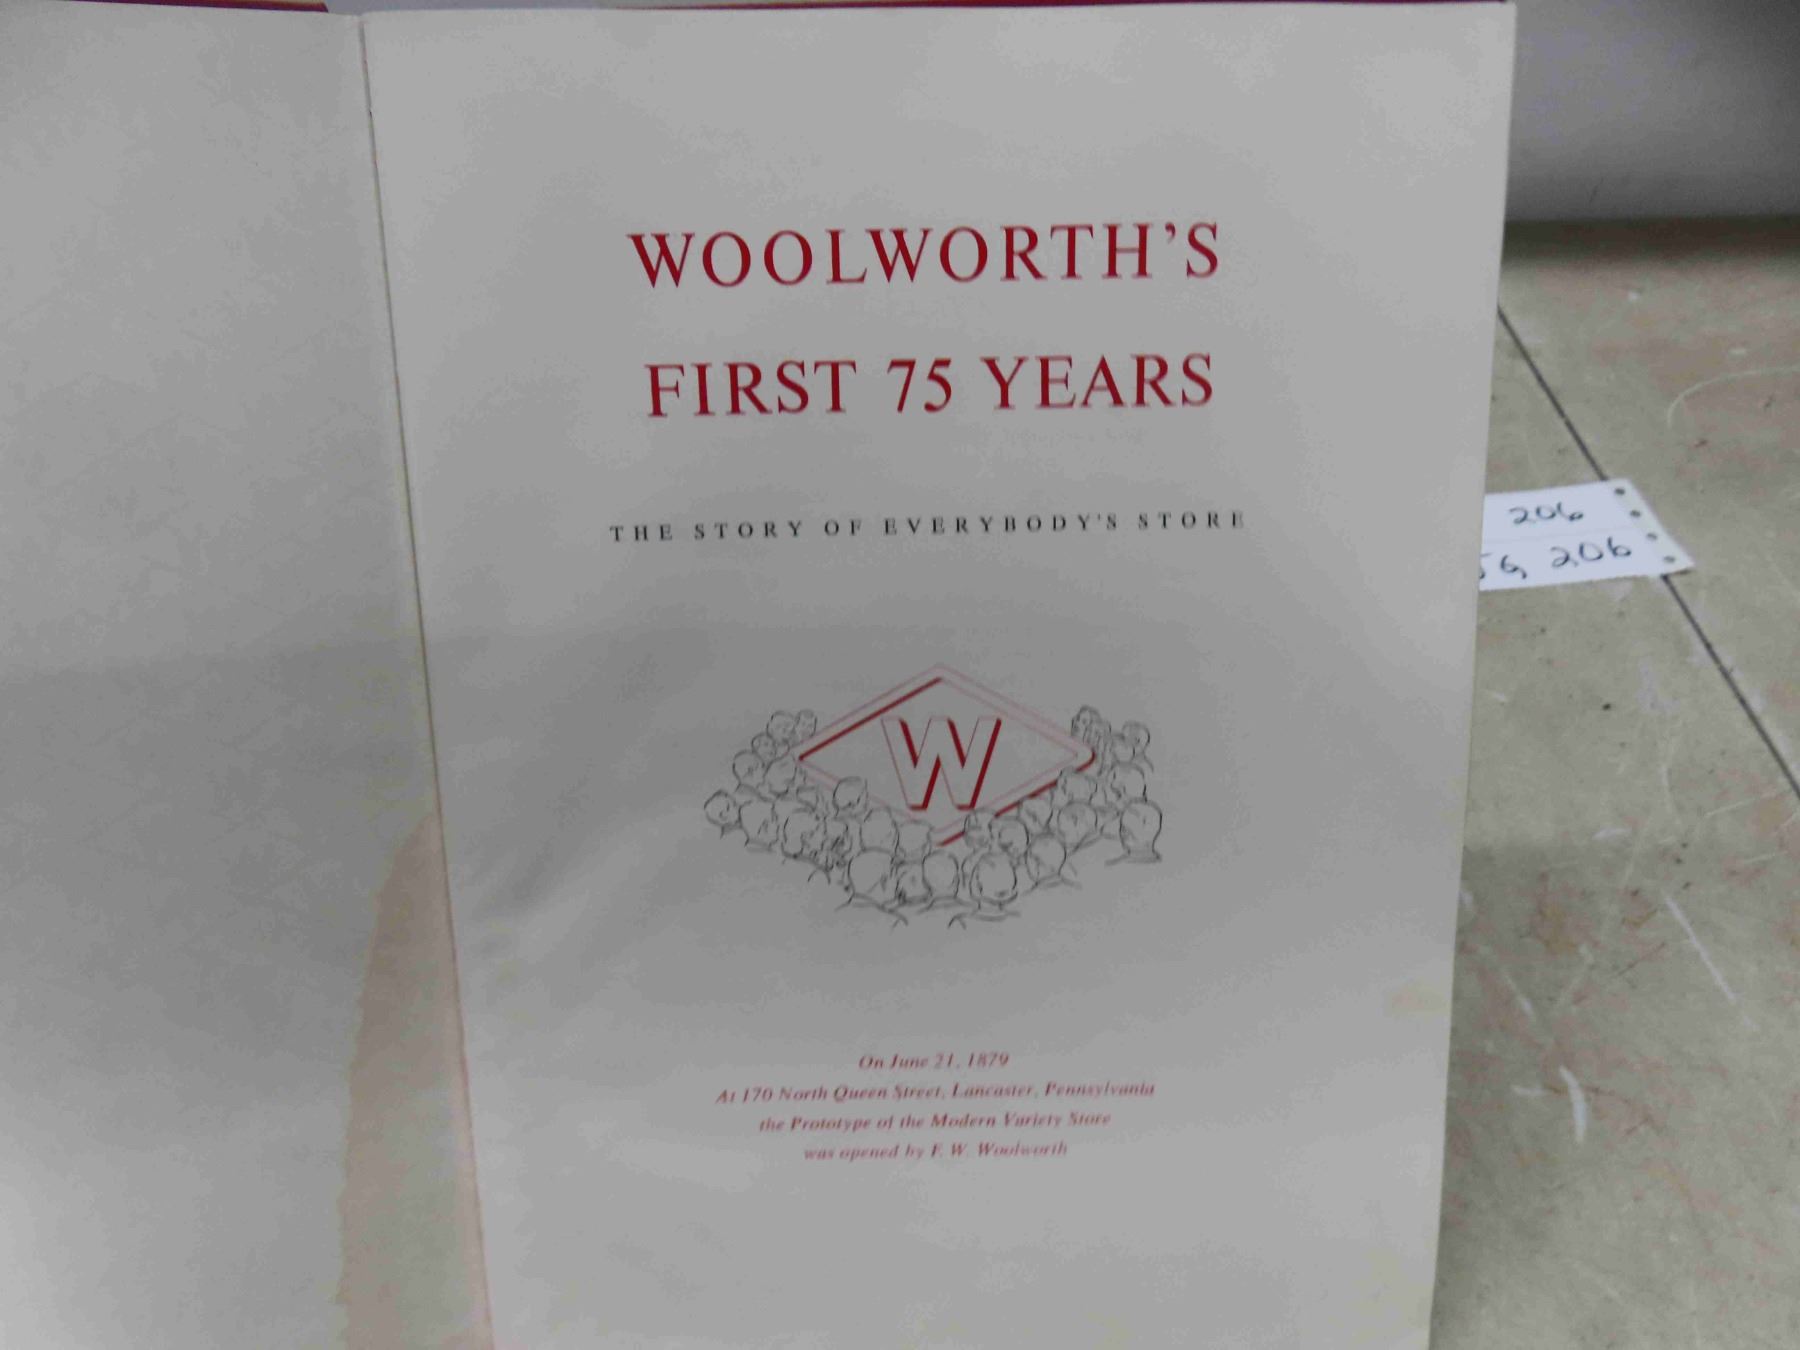 WOOLWORTH'S
FIRST 75 YEARS
THE STORY OF EVERYBODY'S STORE
W
On June 21, 1879
At 170 North Queen Street, Lancaster, Pennsylvania
the Prototype of the Modern Variety Store
was opened by F. W. Woolworth
206
206